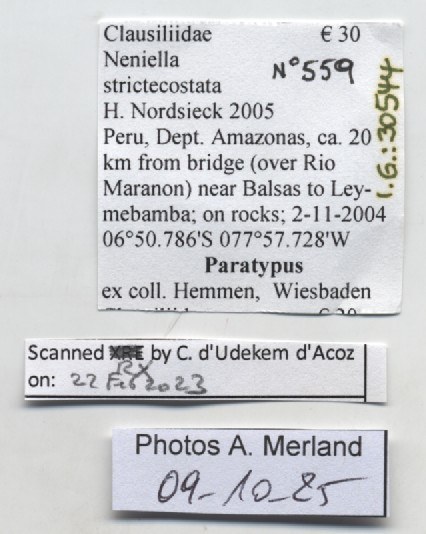 Clausiliidae € 30
Neniella N° 559
strictecostata
H. Nordsieck 2005
Peru, Dept. Amazonas, ca. 20
km from bridge (over Rio
Maranon) near Balsas to Ley-
mebamba; on rocks; 2-11-2004
06°50.786'S 077°57.728'W
Paratypus
ex coll. Hemmen, Wiesbaden
I.G.: 30544
Scanned by C. d'Udekem d'Acoz
RX
on: 22 Feb 2023
Photos A. Merland
09-10-25